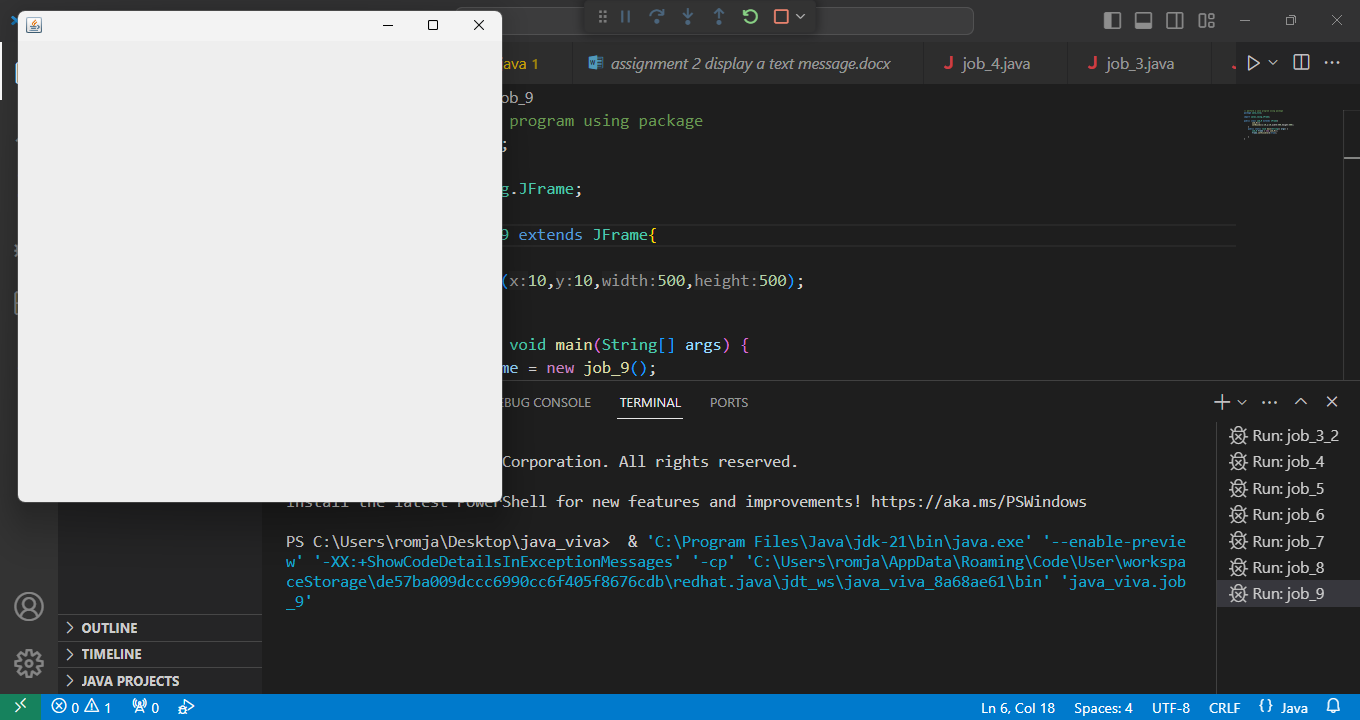 ava 1
assignment 2 display a text message.docx
job_4.java
job_3.java
ob_9
program using package
;
g.JFrame;
9 extends JFrame{
(x:10,y:10,width:500,height:500);
void main(String[] args) {
me = new job_9();
BUG CONSOLE
TERMINAL
PORTS
Corporation. All rights reserved.
Install the latest PowerShell for new features and improvements! https://aka.ms/PSWindows
PS C:\Users\romja\Desktop\java_viva>  & 'C:\Program Files\Java\jdk-21\bin\java.exe' '--enable-previe
w' '-XX:+ShowCodeDetailsInExceptionMessages' '-cp' 'C:\Users\romja\AppData\Roaming\Code\User\workspa
ceStorage\de57ba009dccc6990cc6f405f8676cdb\redhat.java\jdt_ws\java_viva_8a68ae61\bin' 'java_viva.job
_9'
Run: job_3_2
Run: job_4
Run: job_5
Run: job_6
Run: job_7
Run: job_8
Run: job_9
OUTLINE
TIMELINE
JAVA PROJECTS
0 1 0
Ln 6, Col 18
Spaces: 4
UTF-8
CRLF
{} Java